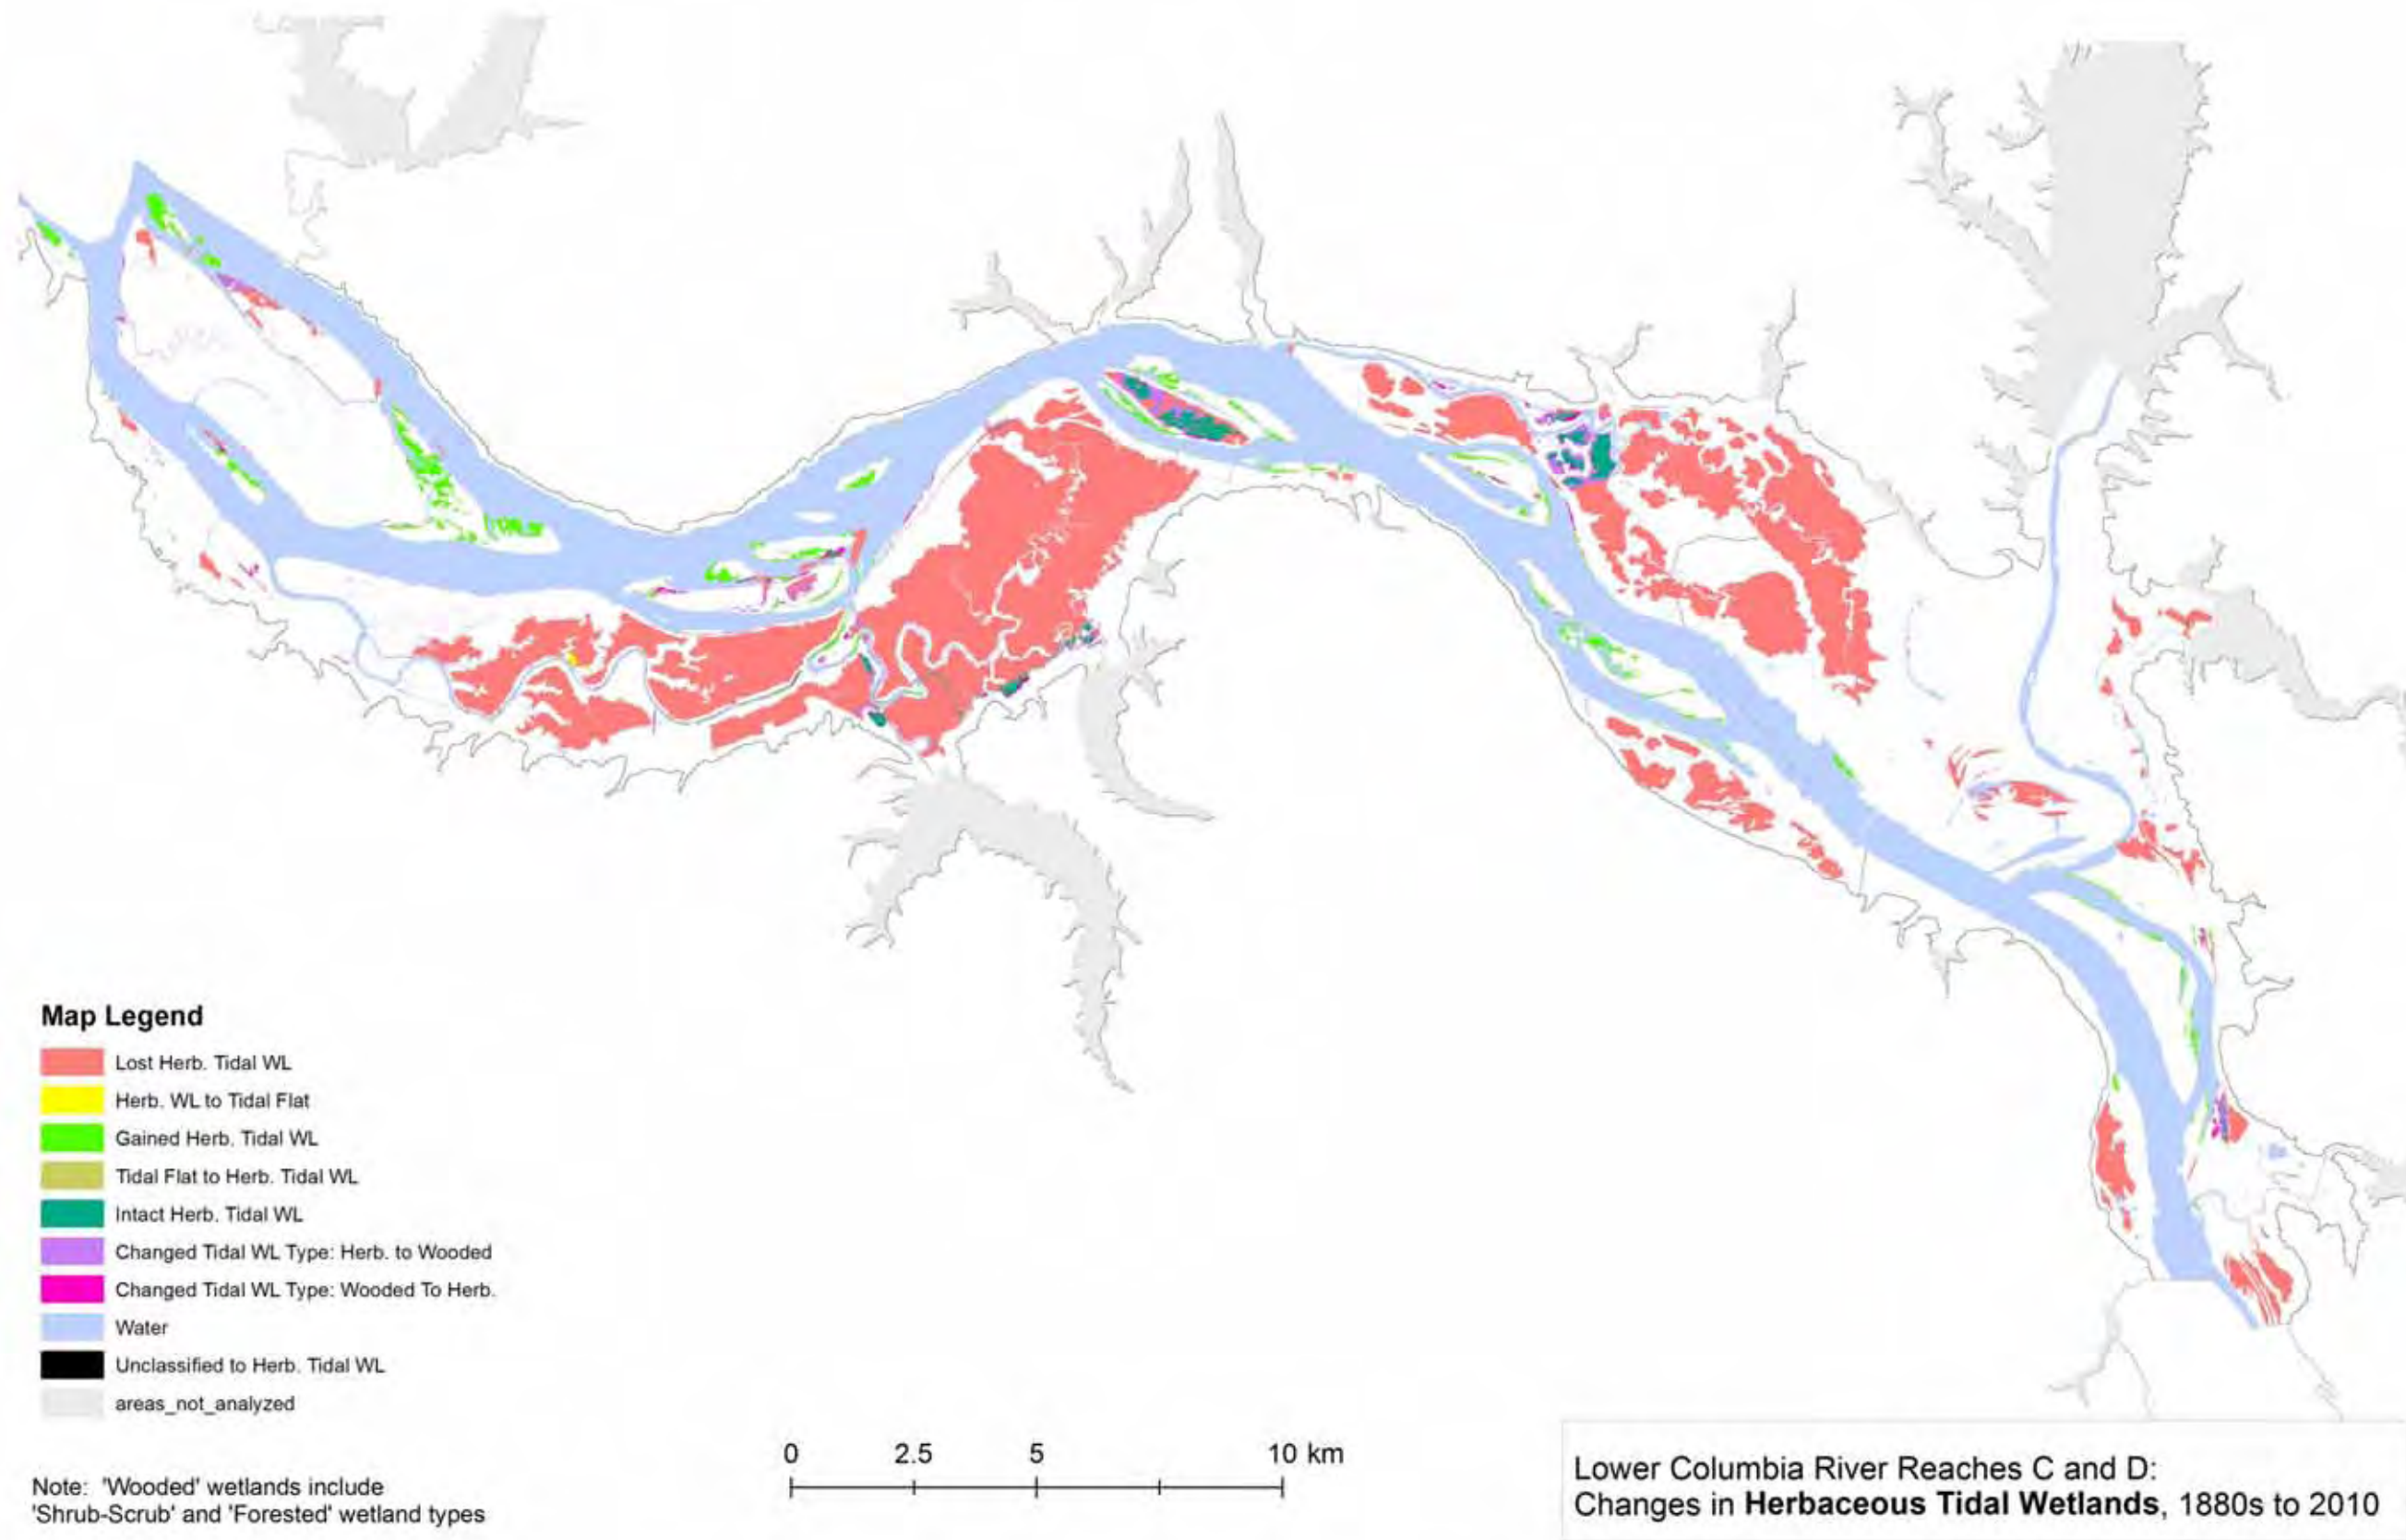 Map Legend
Lost Herb. Tidal WL
Herb. WL to Tidal Flat
Gained Herb. Tidal WL
Tidal Flat to Herb. Tidal WL
Intact Herb. Tidal WL
Changed Tidal WL Type: Herb. to Wooded
Changed Tidal WL Type: Wooded To Herb.
Water
Unclassified to Herb. Tidal WL
areas_not_analyzed
Note: 'Wooded' wetlands include
'Shrub-Scrub' and 'Forested' wetland types
0 2.5 5 10 km
Lower Columbia River Reaches C and D:
Changes in Herbaceous Tidal Wetlands, 1880s to 2010